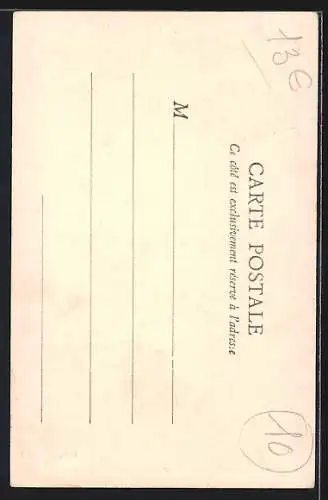 CARTE POSTALE
Ce côté est exclusivement réservé à l'adresse
M
13€
10